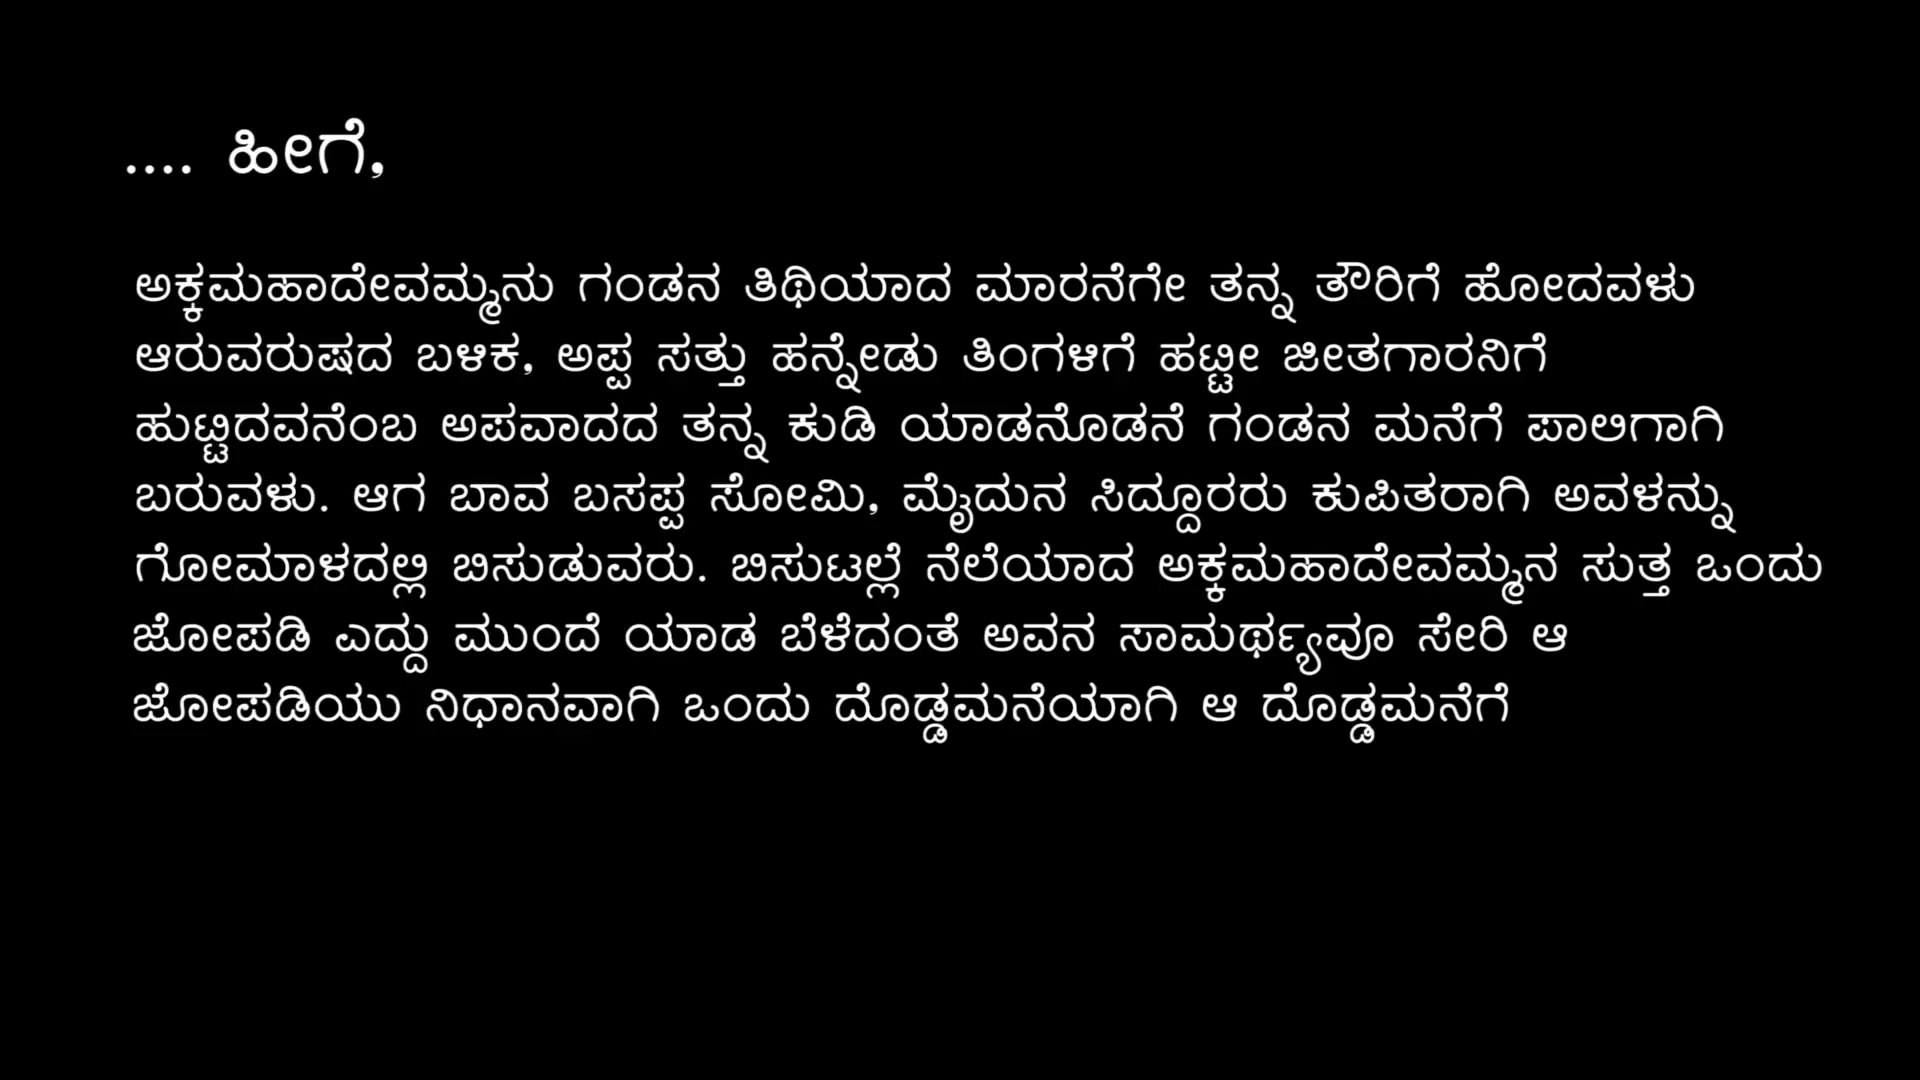 .... ಹೀಗೆ,
ಅಕ್ಕಮಹಾದೇವಮ್ಮನು ಗಂಡನ ತಿಥಿಯಾದ ಮಾರನೆಗೇ ತನ್ನ ತೌರಿಗೆ ಹೋದವಳು
ಆರುವರುಷದ ಬಳಿಕ, ಅಪ್ಪ ಸತ್ತು ಹನ್ನೇಡು ತಿಂಗಳಿಗೆ ಹಟ್ಟೀ ಜೀತಗಾರನಿಗೆ
ಹುಟ್ಟಿದವನೆಂಬ ಅಪವಾದದ ತನ್ನ ಕುಡಿ ಯಾಡನೊಡನೆ ಗಂಡನ ಮನೆಗೆ ಪಾಲಿಗಾಗಿ
ಬರುವಳು. ಆಗ ಬಾವ ಬಸಪ್ಪ ಸೋಮಿ, ಮೈದುನ ಸಿದ್ದೂರರು ಕುಪಿತರಾಗಿ ಅವಳನ್ನು
ಗೋಮಾಳದಲ್ಲಿ ಬಿಸುಡುವರು. ಬಿಸುಟಲ್ಲೆ ನೆಲೆಯಾದ ಅಕ್ಕಮಹಾದೇವಮ್ಮನ ಸುತ್ತ ಒಂದು
ಜೋಪಡಿ ಎದ್ದು ಮುಂದೆ ಯಾಡ ಬೆಳೆದಂತೆ ಅವನ ಸಾಮರ್ಥ್ಯವೂ ಸೇರಿ ಆ
ಜೋಪಡಿಯು ನಿಧಾನವಾಗಿ ಒಂದು ದೊಡ್ಡಮನೆಯಾಗಿ ಆ ದೊಡ್ಡಮನೆಗೆ